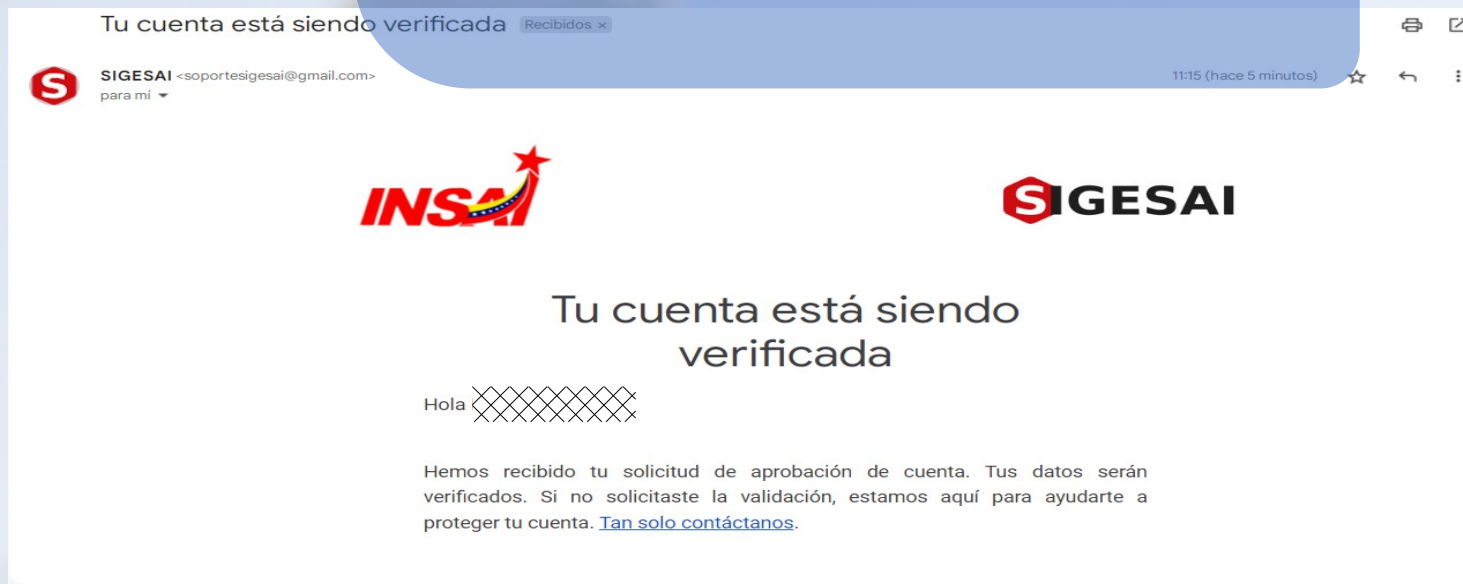 Tu cuenta está siendo verificada Recibidos ×
SIGESAI <soportesigesai@gmail.com> 11:15 (hace 5 minutos)
para mí
INSAI SIGESAI
Tu cuenta está siendo
verificada
Hola
Hemos recibido tu solicitud de aprobación de cuenta. Tus datos serán
verificados. Si no solicitaste la validación, estamos aquí para ayudarte a
proteger tu cuenta. Tan solo contáctanos.